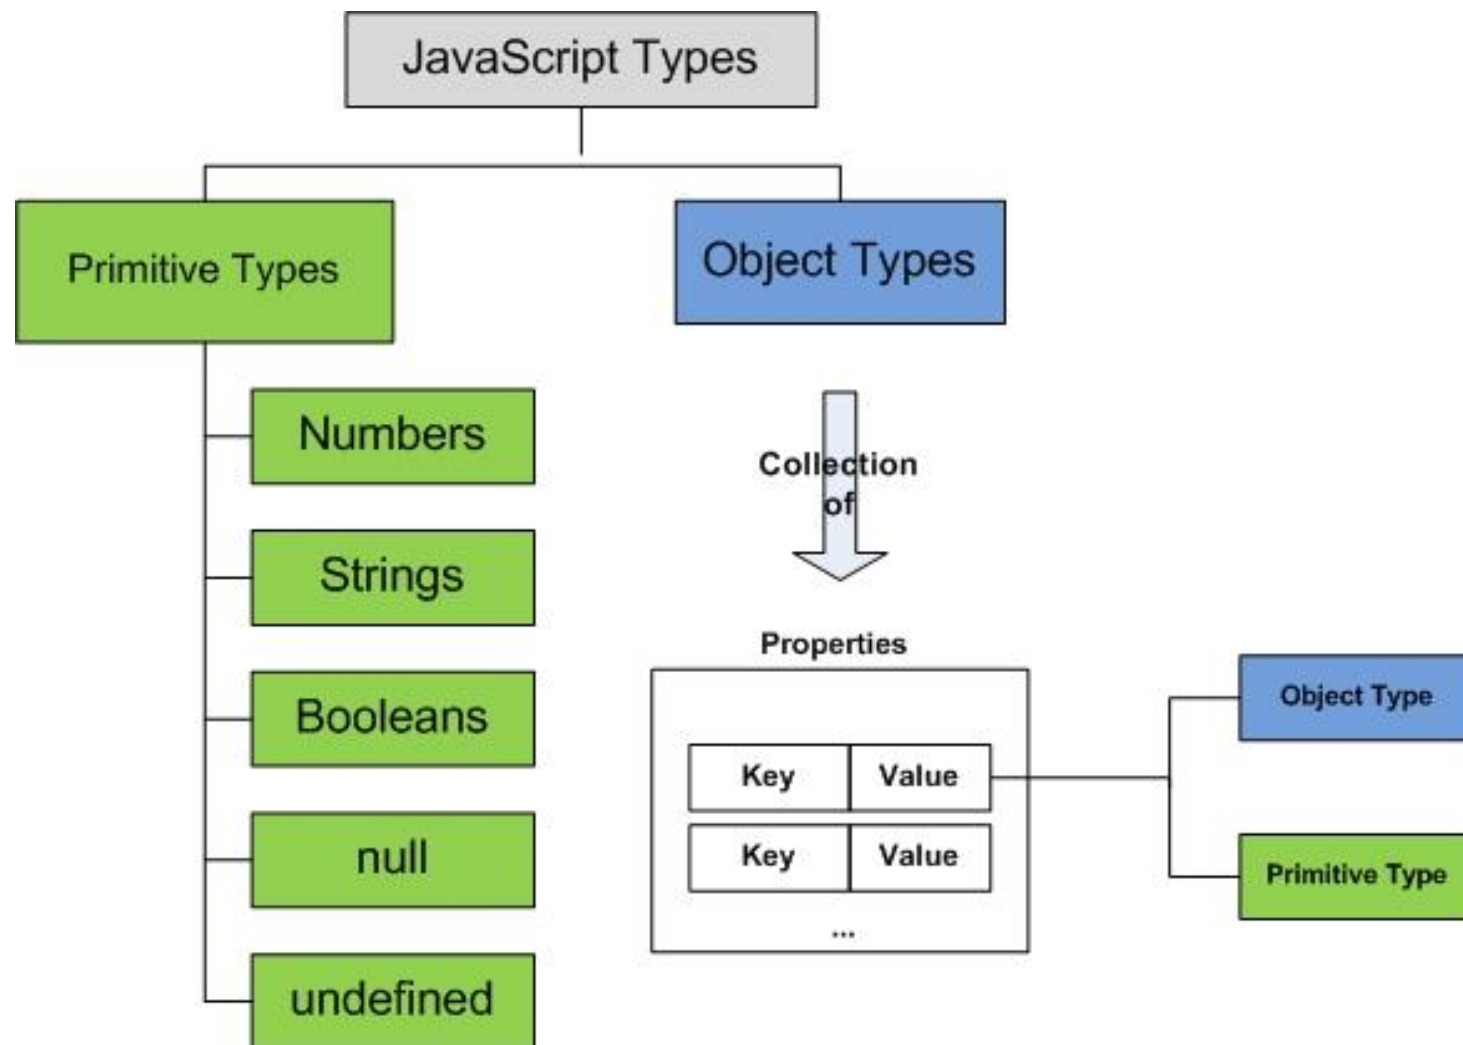 JavaScript Types
Primitive Types
Object Types
Numbers
Strings
Booleans
null
undefined
Collection
of
Properties
Key Value
Key Value
...
Object Type
Primitive Type